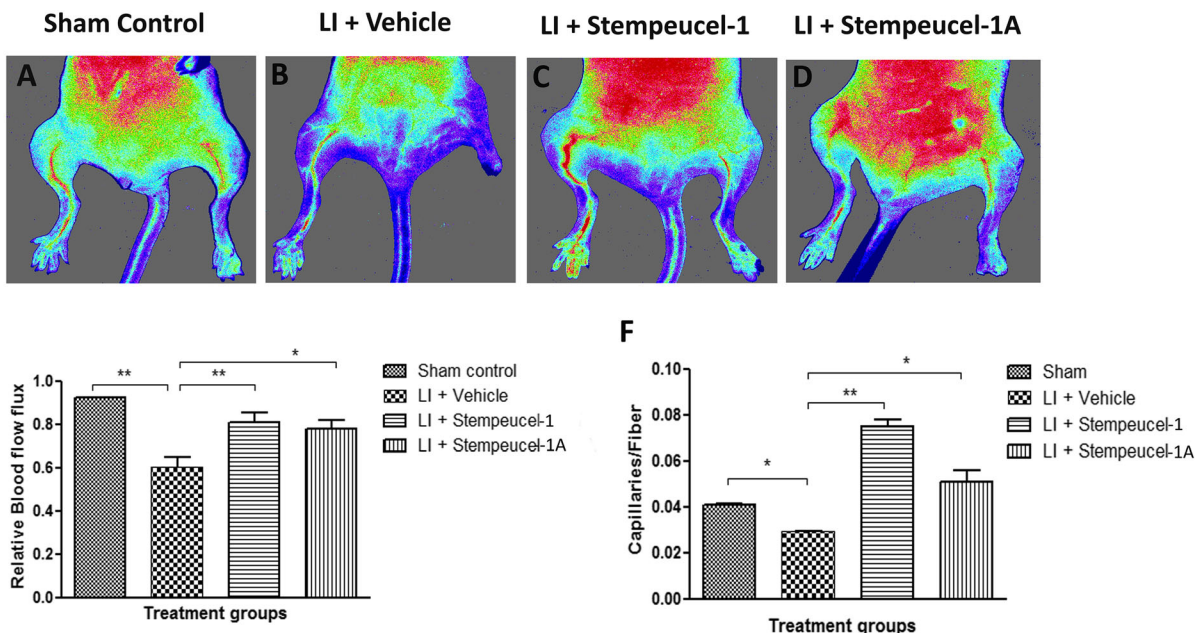 Sham Control
LI + Vehicle
LI + Stempeucel-1
LI + Stempeucel-1A
A
B
C
D
Relative Blood flow flux
1.0
0.8
0.6
0.4
0.2
0.0
**
**
*
Treatment groups
Sham control
LI + Vehicle
LI + Stempeucel-1
LI + Stempeucel-1A
F
Capillaries/Fiber
0.10
0.08
0.06
0.04
0.02
0.00
*
**
*
Treatment groups
Sham
LI + Vehicle
LI + Stempeucel-1
LI + Stempeucel-1A